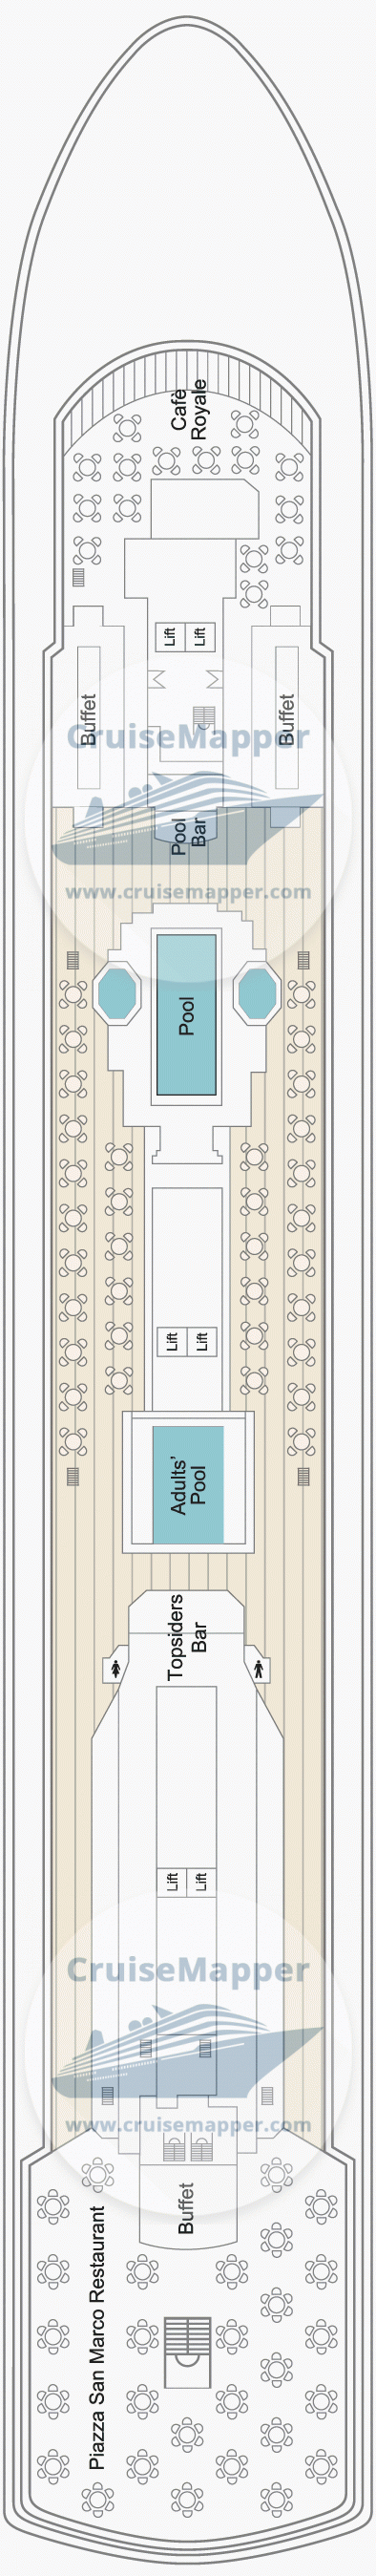 Cafè
Royale
Lift
Lift
Buffet
Buffet
CruiseMapper
Pool
Bar
www.cruisemapper.com
Pool
Lift
Lift
Adults'
Pool
Topsiders
Bar
Lift
Lift
CruiseMapper
www.cruisemapper.com
Buffet
Piazza San Marco Restaurant